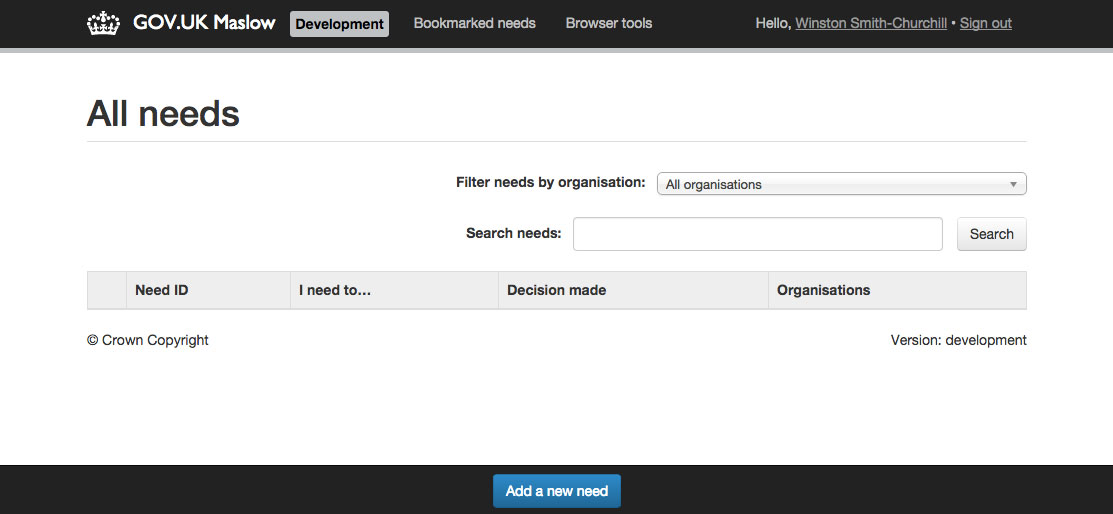 GOV.UK Maslow Development Bookmarked needs Browser tools Hello, Winston Smith-Churchill • Sign out
All needs
Filter needs by organisation: All organisations
Search needs: Search
Need ID I need to... Decision made Organisations
© Crown Copyright Version: development
Add a new need